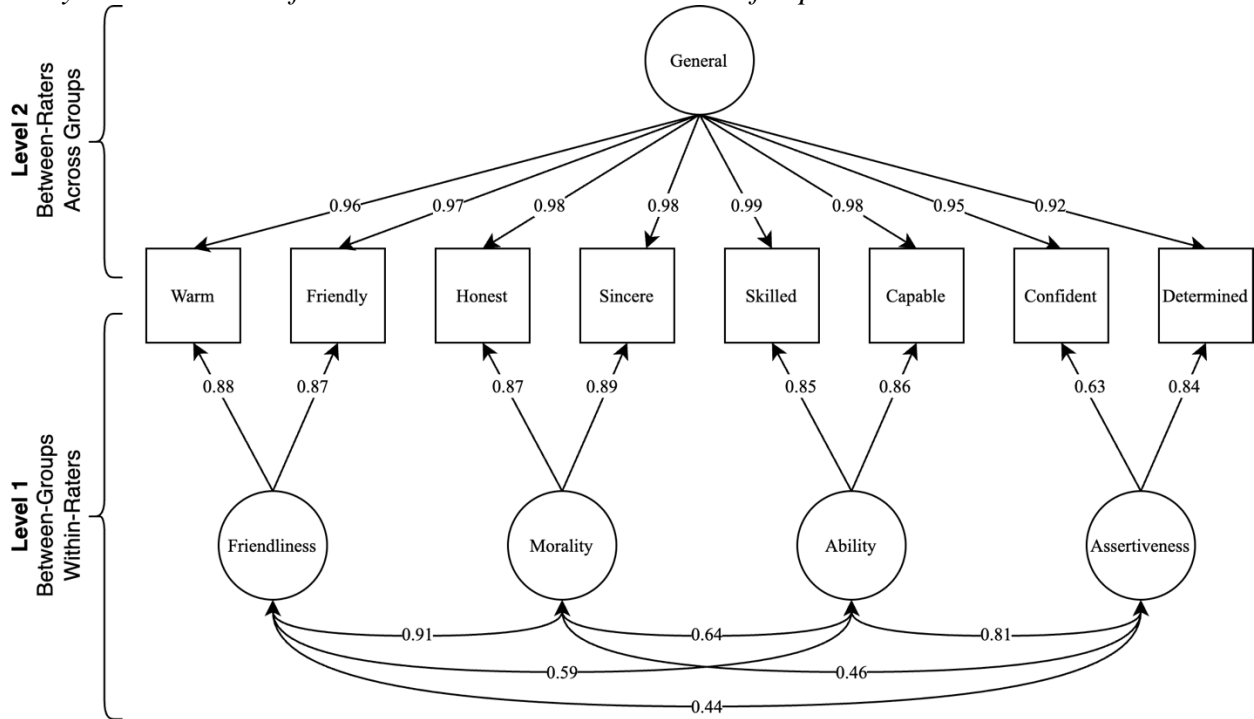 General
Level 2
Between-Raters
Across Groups
0.96
0.97
0.98
0.98
0.99
0.98
0.95
0.92
Warm
Friendly
Honest
Sincere
Skilled
Capable
Confident
Determined
0.88
0.87
0.87
0.89
0.85
0.86
0.63
0.84
Level 1
Between-Groups
Within-Raters
Friendliness
Morality
Ability
Assertiveness
0.91
0.64
0.81
0.59
0.46
0.44